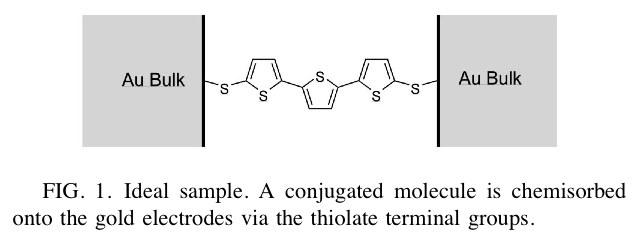 Au Bulk
S
S
S
S
S
Au Bulk
FIG. 1. Ideal sample. A conjugated molecule is chemisorbed
onto the gold electrodes via the thiolate terminal groups.